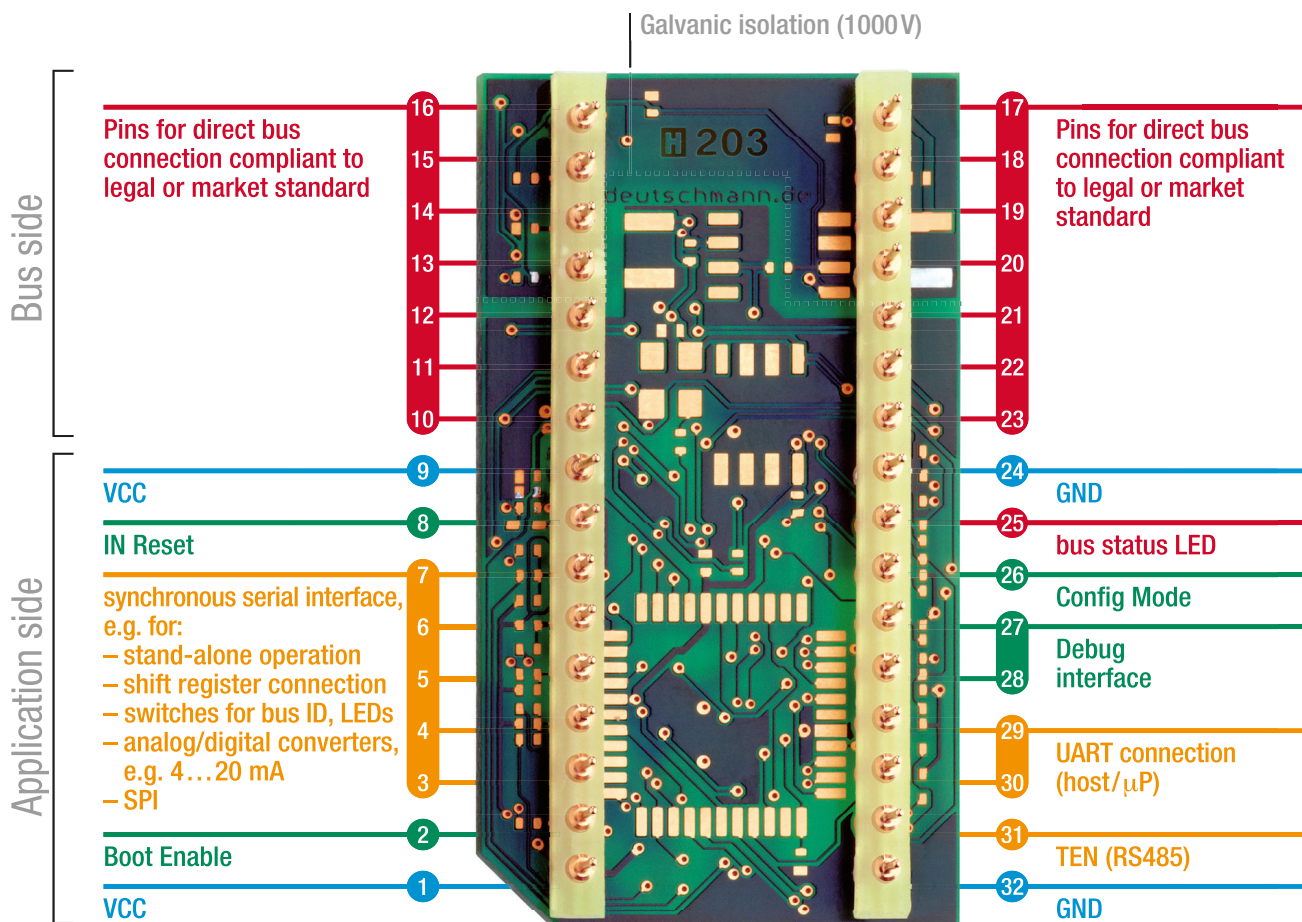 Galvanic isolation (1000 V)
Bus side
16
Pins for direct bus
connection compliant to
legal or market standard
15
14
13
12
11
10
Application side
9
VCC
8
IN Reset
7
synchronous serial interface,
e.g. for:
– stand-alone operation
– shift register connection
– switches for bus ID, LEDs
– analog/digital converters,
e.g. 4…20 mA
– SPI
6
5
4
3
2
Boot Enable
1
VCC
H 203
deutschmann.de
17
Pins for direct bus
connection compliant
to legal or market
standard
18
19
20
21
22
23
24
GND
25
bus status LED
26
Config Mode
27
Debug
interface
28
29
UART connection
(host/µP)
30
31
TEN (RS485)
32
GND